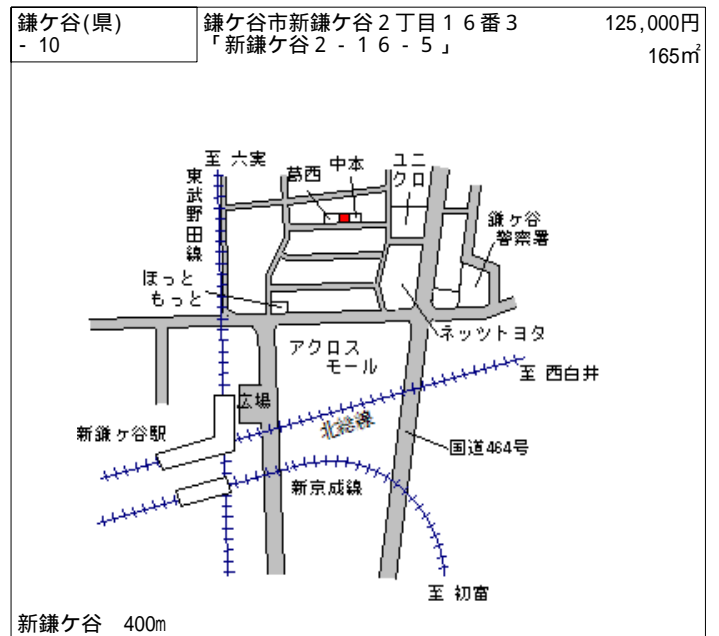 鎌ケ谷(県)
- 10
鎌ケ谷市新鎌ケ谷2丁目16番3
「新鎌ケ谷2 - 16 - 5」
125,000円
165㎡
至 六実
東武野田線
葛西
中本
ユニ
クロ
鎌ヶ谷
警察署
ほっと
もっと
ネッツトヨタ
アクロス
モール
至 西白井
広場
北総線
新鎌ヶ谷駅
国道464号
新京成線
至 初富
新鎌ケ谷 400m